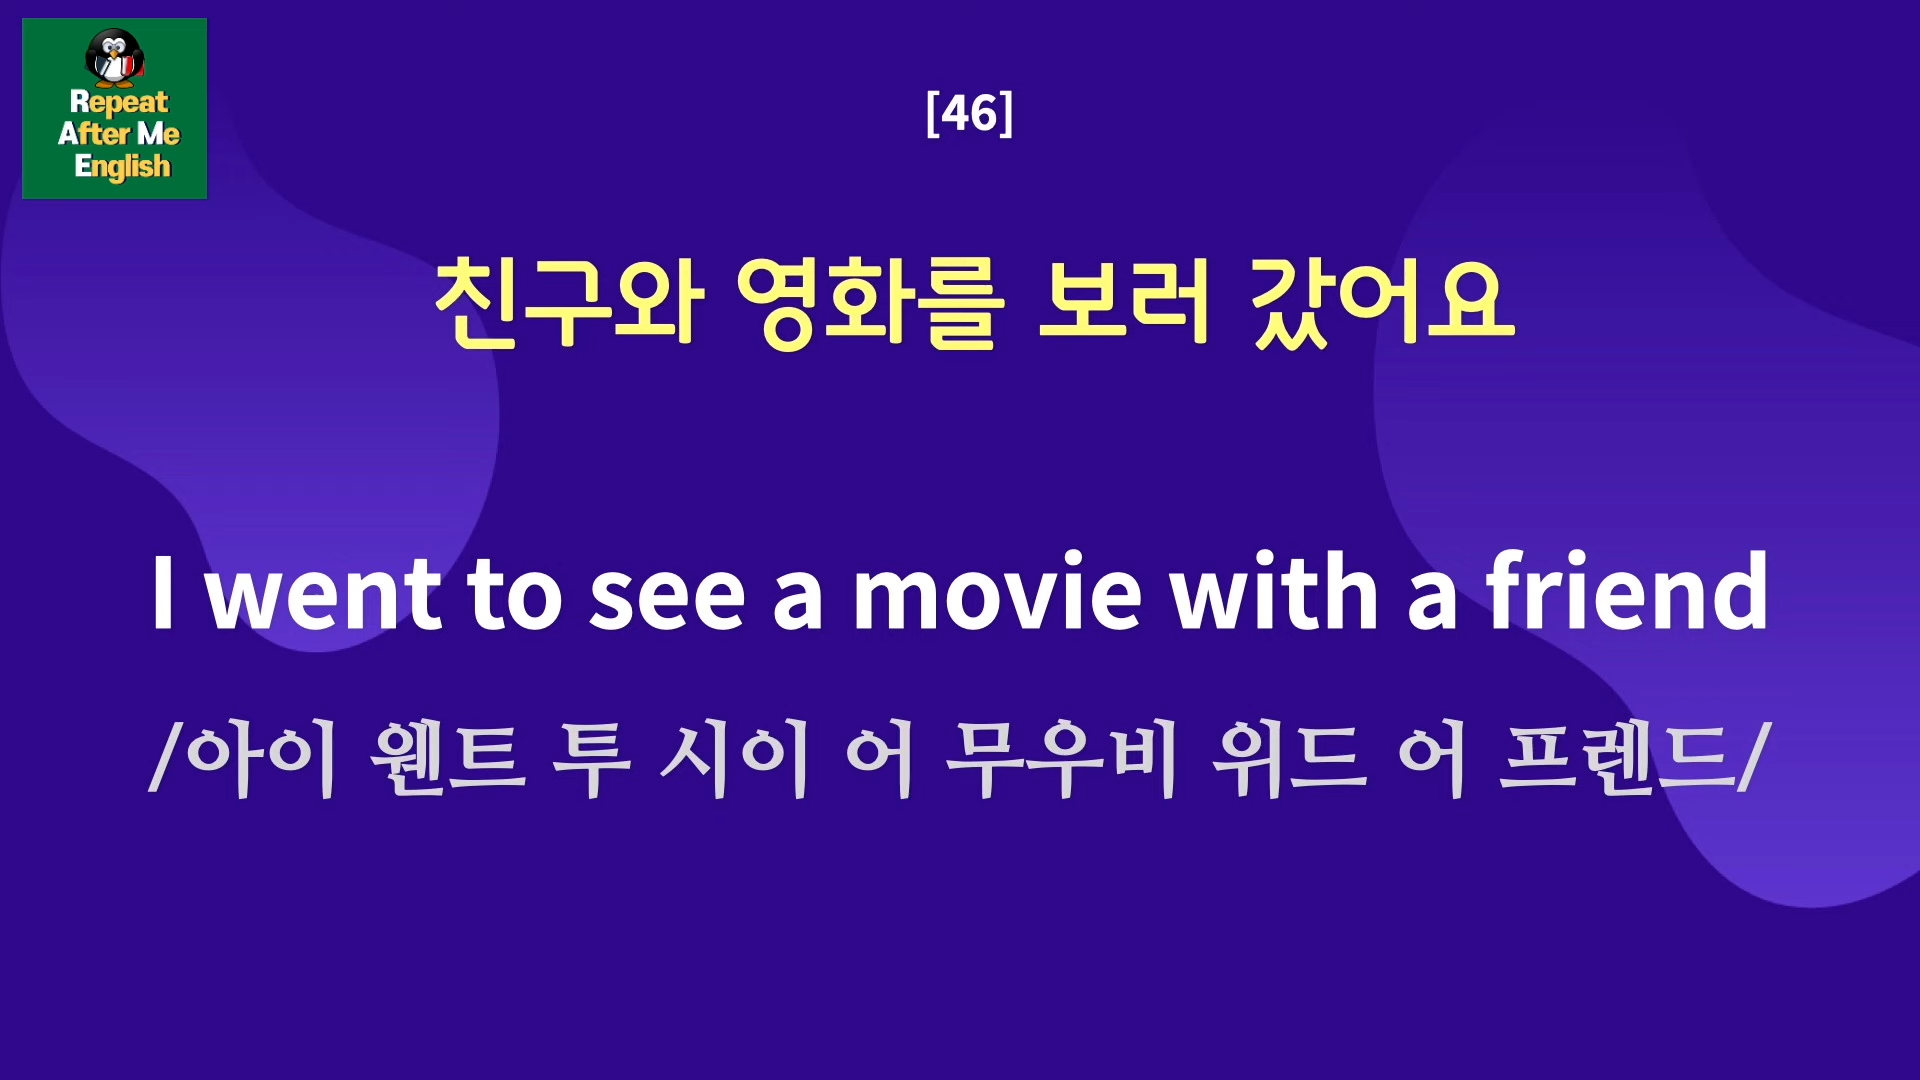 Repeat
After Me
English
[46]
친구와 영화를 보러 갔어요
I went to see a movie with a friend
/아이 웬트 투 시이 어 무우비 위드 어 프렌드/